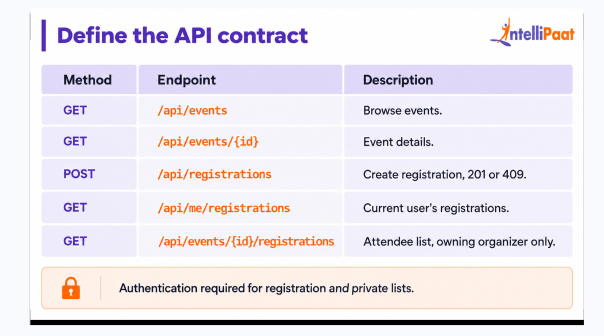 Define the API contract
IntelliPaat
Method Endpoint Description
GET /api/events Browse events.
GET /api/events/{id} Event details.
POST /api/registrations Create registration, 201 or 409.
GET /api/me/registrations Current user's registrations.
GET /api/events/{id}/registrations Attendee list, owning organizer only.
Authentication required for registration and private lists.